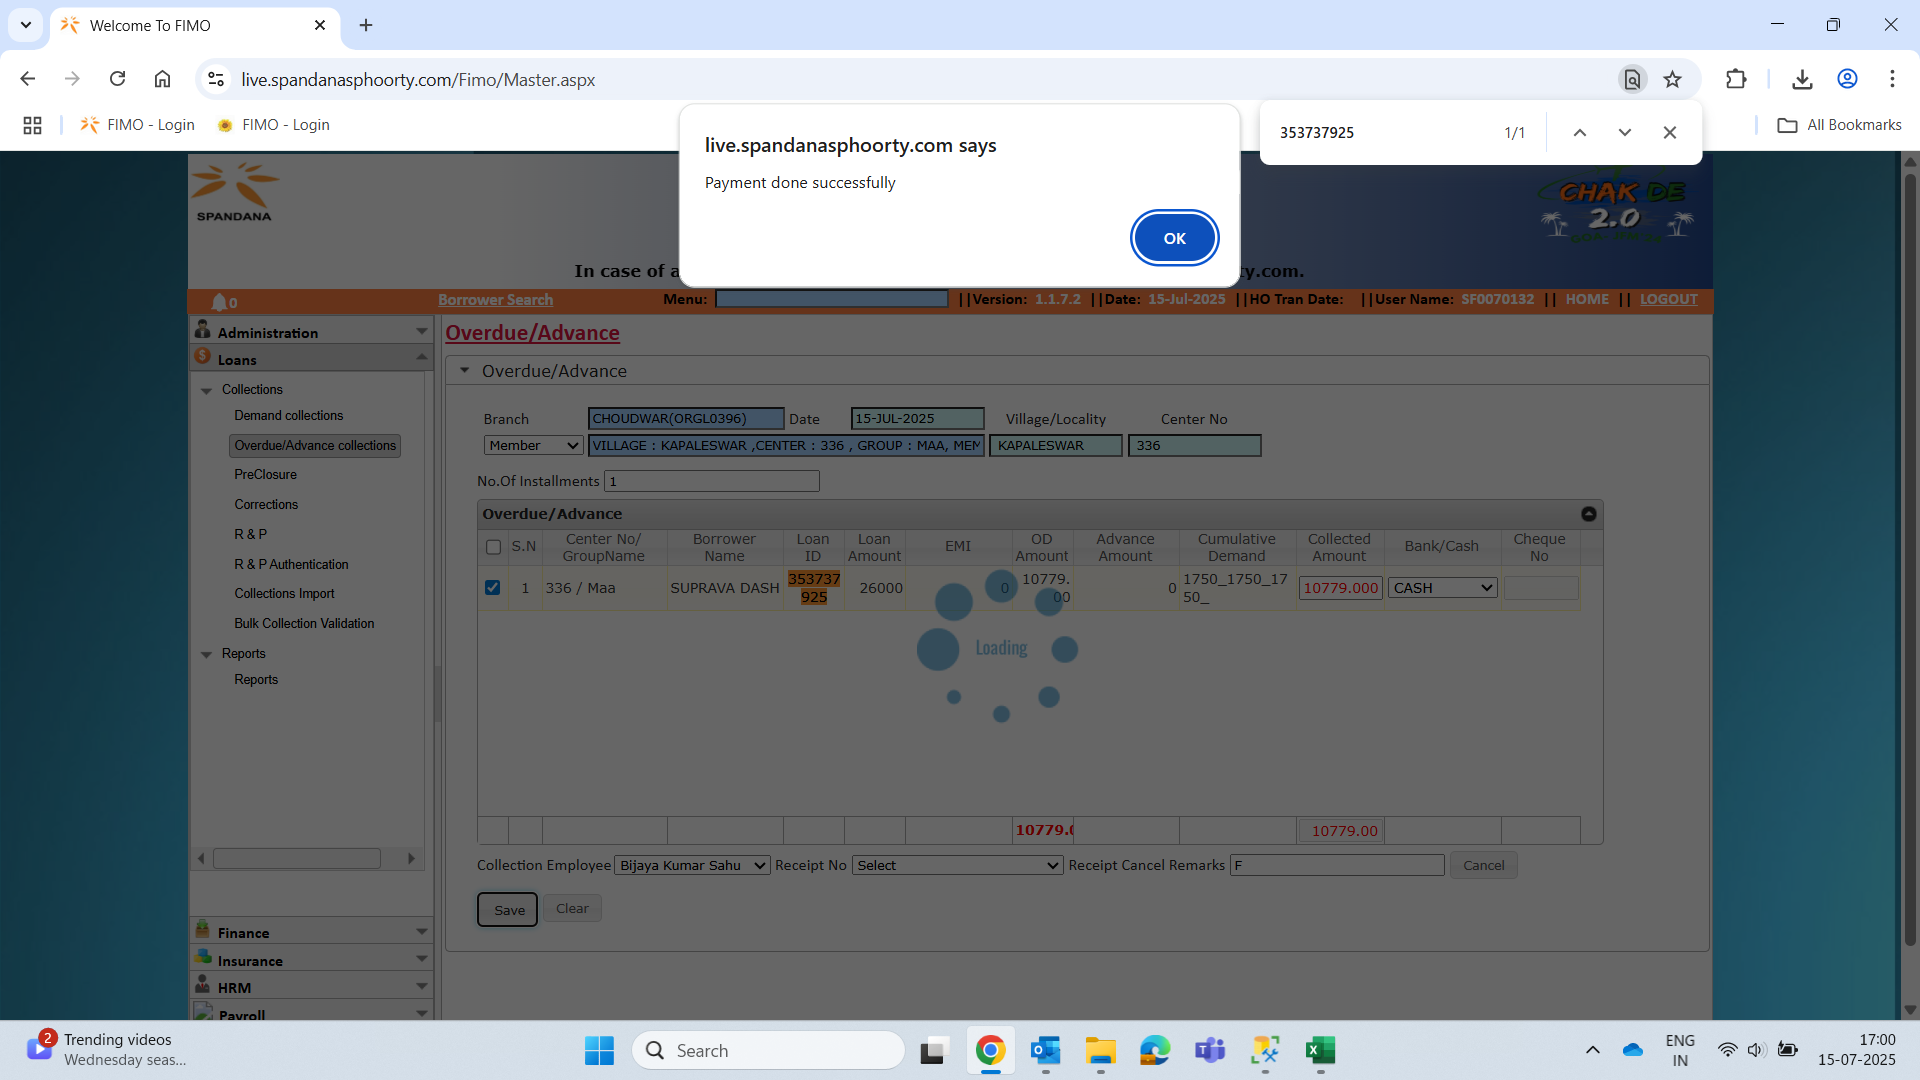 Welcome To FIMO
live.spandanasphoorty.com/Fimo/Master.aspx
FIMO - Login
FIMO - Login
All Bookmarks
353737925
1/1
live.spandanasphoorty.com says
Payment done successfully
OK
SPANDANA
CHAK DE
2.0
In case of a
y.com.
0
Borrower Search
Menu:
||Version: 1.1.7.2 ||Date: 15-Jul-2025 ||HO Tran Date: ||User Name: SF0070132 || HOME || LOGOUT
Administration
Loans
Collections
Demand collections
Overdue/Advance collections
PreClosure
Corrections
R & P
R & P Authentication
Collections Import
Bulk Collection Validation
Reports
Reports
Finance
Insurance
HRM
Payroll
Overdue/Advance
Overdue/Advance
Branch CHOUDWAR(ORGL0396) Date 15-JUL-2025 Village/Locality Center No
Member VILLAGE : KAPALESWAR ,CENTER : 336 , GROUP : MAA, MEM KAPALESWAR 336
No.Of Installments 1
Overdue/Advance
S.N Center No/ GroupName Borrower Name Loan ID Loan Amount EMI OD Amount Advance Amount Cumulative Demand Collected Amount Bank/Cash Cheque No
1 336 / Maa SUPRAVA DASH 353737925 26000 0 10779.00 0 1750_1750_1750_ 10779.000 CASH
Loading
10779.0 10779.00
Collection Employee Bijaya Kumar Sahu Receipt No Select Receipt Cancel Remarks F Cancel
Save Clear
2
Trending videos
Wednesday seas...
Search
ENG
IN
17:00
15-07-2025